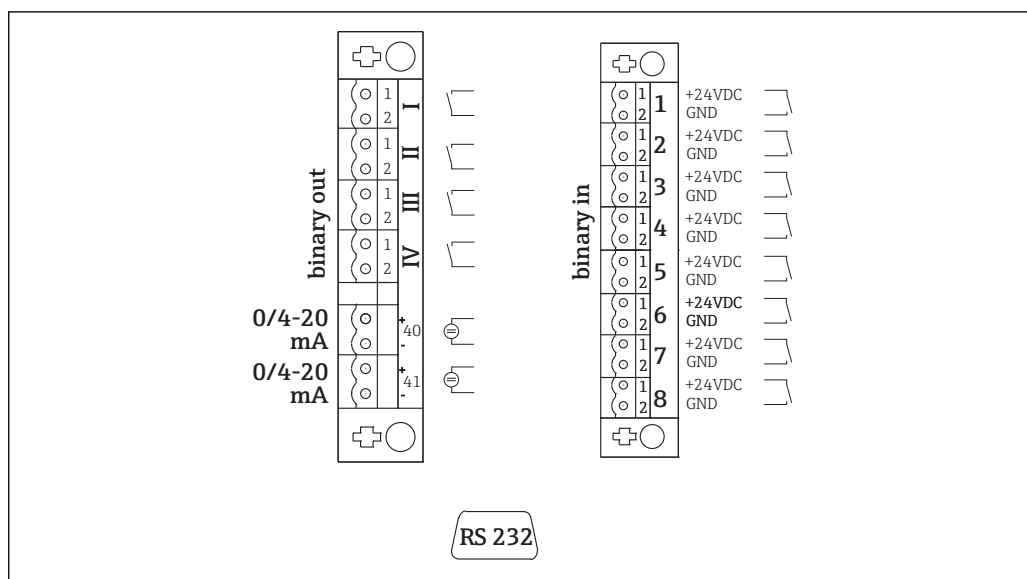 binary out
1
2
I
1
2
II
1
2
III
1
2
IV
0/4-20
mA
+
40
-
0/4-20
mA
+
41
-
binary in
1
2
1
+24VDC
GND
1
2
2
+24VDC
GND
1
2
3
+24VDC
GND
1
2
4
+24VDC
GND
1
2
5
+24VDC
GND
1
2
6
+24VDC
GND
1
2
7
+24VDC
GND
1
2
8
+24VDC
GND
RS 232